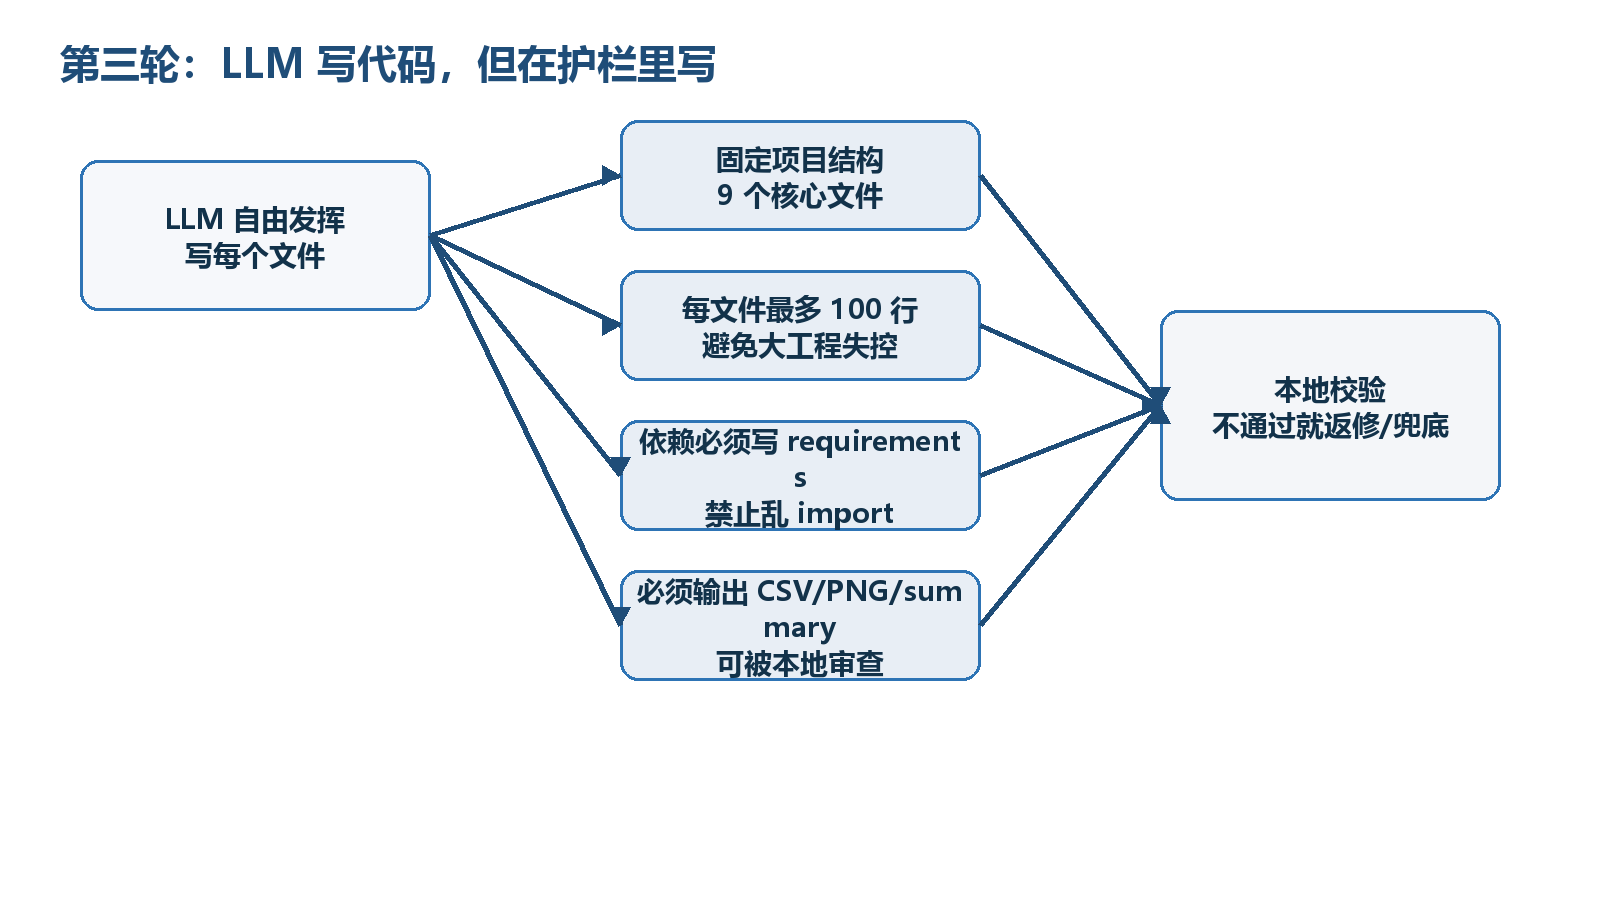 第三轮：LLM 写代码，但在护栏里写
LLM 自由发挥
写每个文件
固定项目结构
9 个核心文件
每文件最多 100 行
避免大工程失控
依赖必须写 requirement
s
禁止乱 import
必须输出 CSV/PNG/sum
mary
可被本地审查
本地校验
不通过就返修/兜底